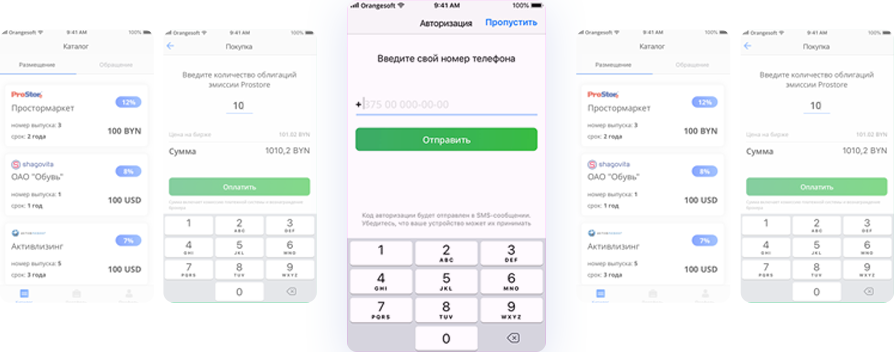 Orangesoft 9:41 AM 100%
Каталог
Размещение Обращение
ProStore 12%
Простормаркет
номер выпуска: 3
срок: 2 года 100 BYN
shagovita 8%
ОАО "Обувь"
номер выпуска: 1
срок: 1 год 100 USD
7%
Активлизинг
номер выпуска: 5
срок: 3 года 100 USD
Orangesoft 9:41 AM 100%
Покупка
Введите количество облигаций
эмиссии Prostore
10
Цена на бирже 101.02 BYN
Сумма 1010,2 BYN
Оплатить
1 2 ABC 3 DEF
4 GHI 5 JKL 6 MNO
7 PQRS 8 TUV 9 WXYZ
0
Orangesoft 9:41 AM 100%
Авторизация Пропустить
Введите свой номер телефона
+375 00 000-00-00
Отправить
Код авторизации будет отправлен в SMS-сообщении.
Убедитесь, что ваше устройство может их принимать
1 2 ABC 3 DEF
4 GHI 5 JKL 6 MNO
7 PQRS 8 TUV 9 WXYZ
0
Orangesoft 9:41 AM 100%
Каталог
Размещение Обращение
ProStore 12%
Простормаркет
номер выпуска: 3
срок: 2 года 100 BYN
shagovita 8%
ОАО "Обувь"
номер выпуска: 1
срок: 1 год 100 USD
7%
Активлизинг
номер выпуска: 5
срок: 3 года 100 USD
Orangesoft 9:41 AM 100%
Покупка
Введите количество облигаций
эмиссии Prostore
10
Цена на бирже 101.02 BYN
Сумма 1010,2 BYN
Оплатить
1 2 ABC 3 DEF
4 GHI 5 JKL 6 MNO
7 PQRS 8 TUV 9 WXYZ
0